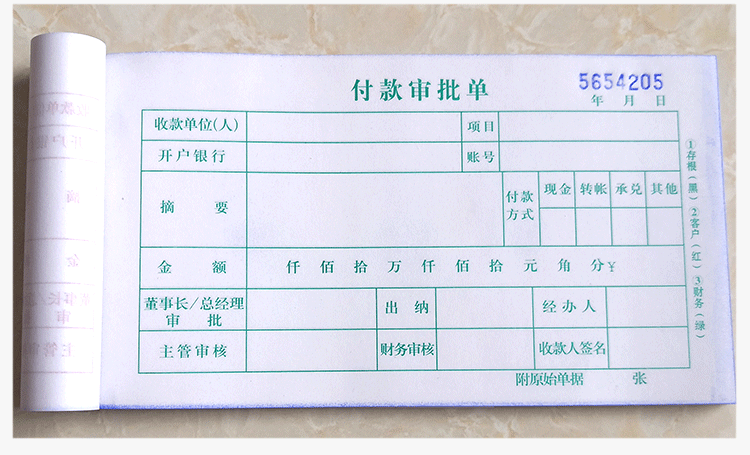 付款审批单
5654205
年 月 日
收款单位(人) 项目
开户银行 账号
摘 要 付款方式 现金 转帐 承兑 其他
金 额 仟 佰 拾 万 仟 佰 拾 元 角 分 ¥
董事长/总经理审 批 出 纳 经 办 人
主管审核 财务审核 收款人签名
附原始单据 张
①存根(黑) ②客户(红) ③财务(绿)